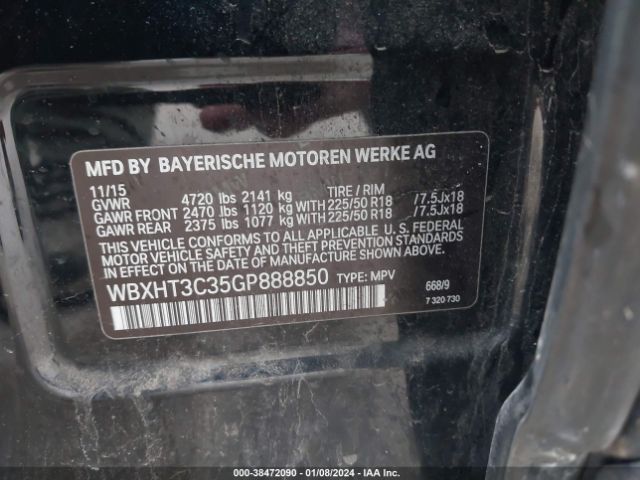 MFD BY BAYERISCHE MOTOREN WERKE AG
11/15 TIRE / RIM
GVWR 4720 lbs 2141 kg
GAWR FRONT 2470 lbs 1120 kg WITH 225/50 R18 /7.5Jx18
GAWR REAR 2375 lbs 1077 kg WITH 225/50 R18 /7.5Jx18
THIS VEHICLE CONFORMS TO ALL APPLICABLE U. S. FEDERAL
MOTOR VEHICLE SAFETY AND THEFT PREVENTION STANDARDS
IN EFFECT ON THE DATE OF MANUFACTURE SHOWN ABOVE.
WBXHT3C35GP888850 TYPE: MPV
668/9
7 320 730
000-38472090 - 01/08/2024 - IAA Inc.